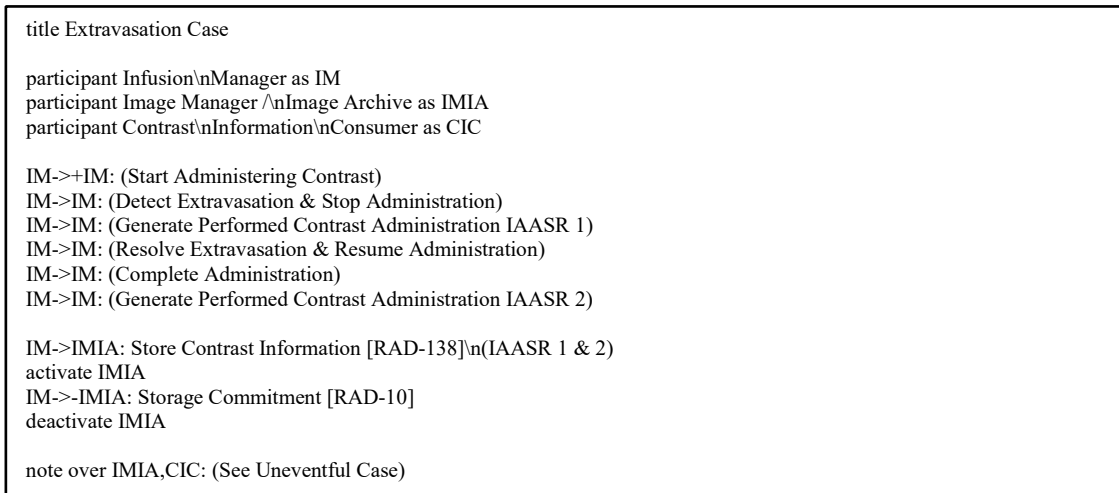 title Extravasation Case
participant Infusion\nManager as IM
participant Image Manager /\nImage Archive as IMIA
participant Contrast\nInformation\nConsumer as CIC
IM->+IM: (Start Administering Contrast)
IM->IM: (Detect Extravasation & Stop Administration)
IM->IM: (Generate Performed Contrast Administration IAASR 1)
IM->IM: (Resolve Extravasation & Resume Administration)
IM->IM: (Complete Administration)
IM->IM: (Generate Performed Contrast Administration IAASR 2)
IM->IMIA: Store Contrast Information [RAD-138]\n(IAASR 1 & 2)
activate IMIA
IM->-IMIA: Storage Commitment [RAD-10]
deactivate IMIA
note over IMIA,CIC: (See Uneventful Case)